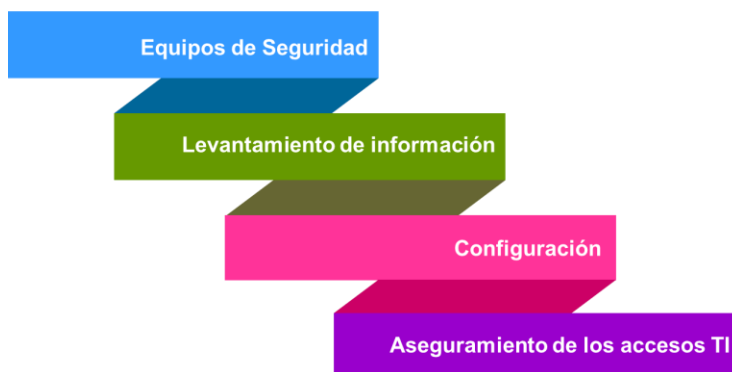 Equipos de Seguridad
Levantamiento de información
Configuración
Aseguramiento de los accesos TI